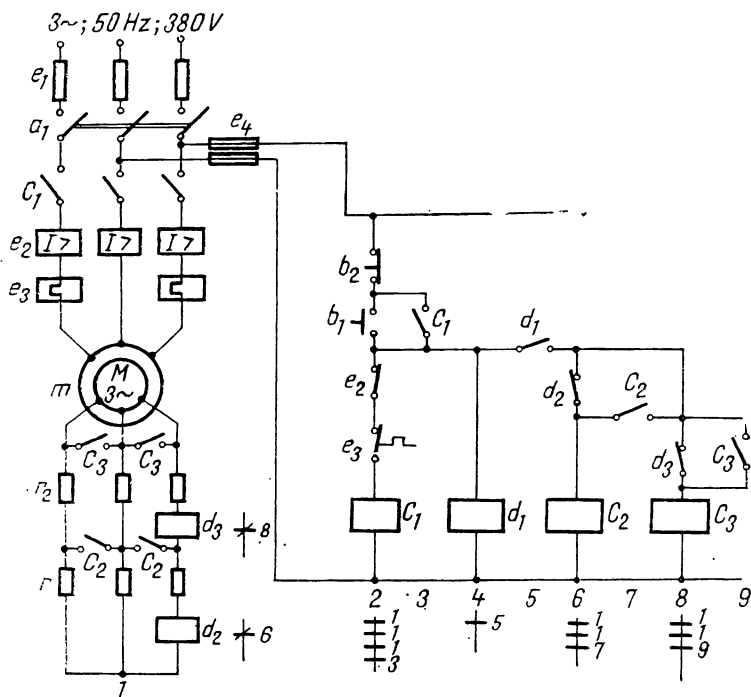 3~; 50 Hz; 380 V
e1
a1
e4
C1
e2 I> I> I>
e3
b2
b1 C1
d1
m M 3~
e2
d2 C2
C3 C3
e3
d3 C3
r2
C1 d1 C2 C3
d3 8
C2 C2
r
2 3 4 5 6 7 8 9
d2 6
1 1 1 3
5
1 1 7
1 1 9
1